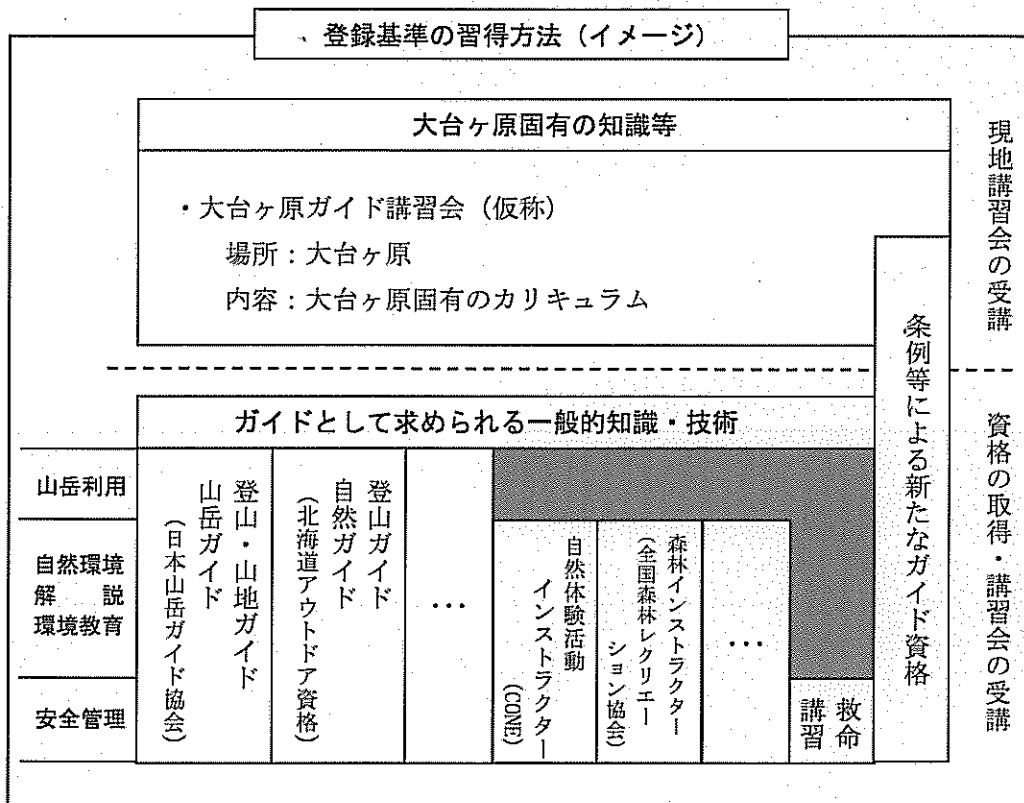 登録基準の習得方法（イメージ）
大台ヶ原固有の知識等
・大台ヶ原ガイド講習会（仮称）
場所：大台ヶ原
内容：大台ヶ原固有のカリキュラム
現地講習会の受講
条例等による新たなガイド資格
ガイドとして求められる一般的知識・技術
資格の取得・講習会の受講
山岳利用
自然環境
解説
環境教育
安全管理
登山・山地ガイド
山岳ガイド
（日本山岳ガイド協会）
登山ガイド
自然ガイド
（北海道アウトドア資格）
…
自然体験活動
インストラクター
(CONE)
森林インストラクター
（全国森林レクリエー
ション協会）
…
救命
講習